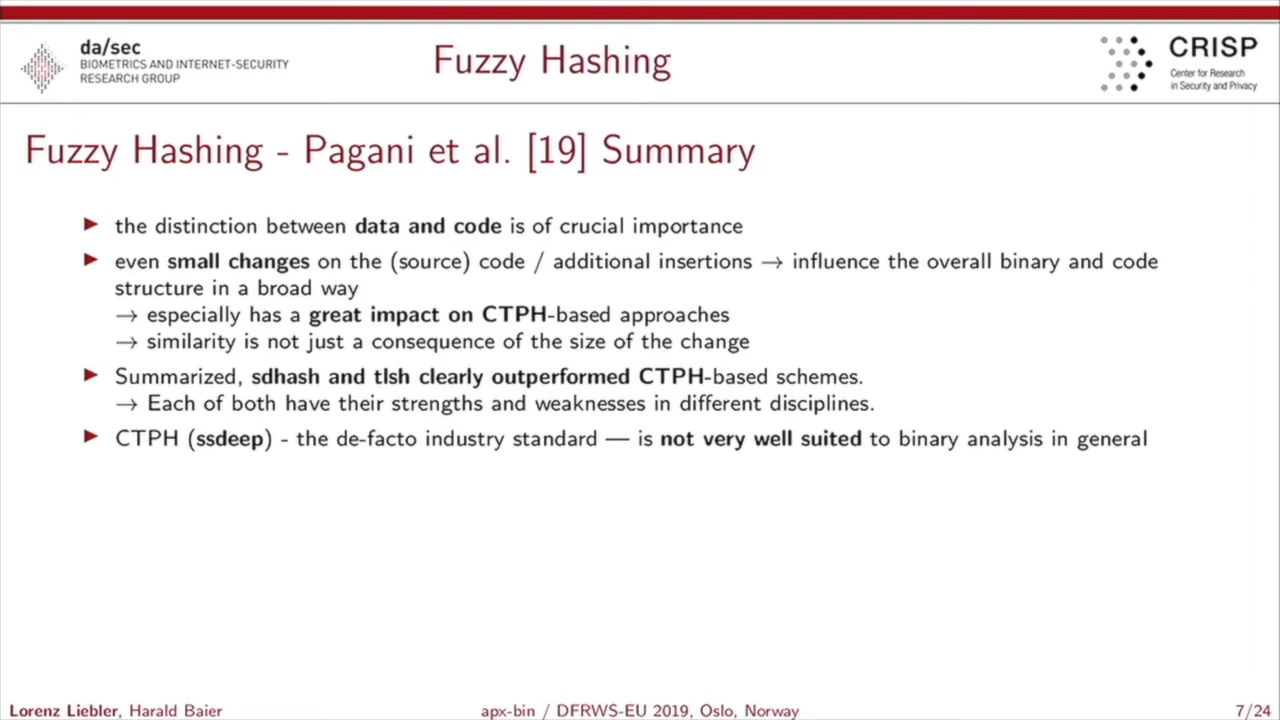 da/sec
BIOMETRICS AND INTERNET-SECURITY
RESEARCH GROUP
Fuzzy Hashing
CRISP
Center for Research
in Security and Privacy
Fuzzy Hashing - Pagani et al. [19] Summary
▶ the distinction between data and code is of crucial importance
▶ even small changes on the (source) code / additional insertions → influence the overall binary and code
structure in a broad way
→ especially has a great impact on CTPH-based approaches
→ similarity is not just a consequence of the size of the change
▶ Summarized, sdhash and tlsh clearly outperformed CTPH-based schemes.
→ Each of both have their strengths and weaknesses in different disciplines.
▶ CTPH (ssdeep) - the de-facto industry standard — is not very well suited to binary analysis in general
Lorenz Liebler, Harald Baier
apx-bin / DFRWS-EU 2019, Oslo, Norway
7/24